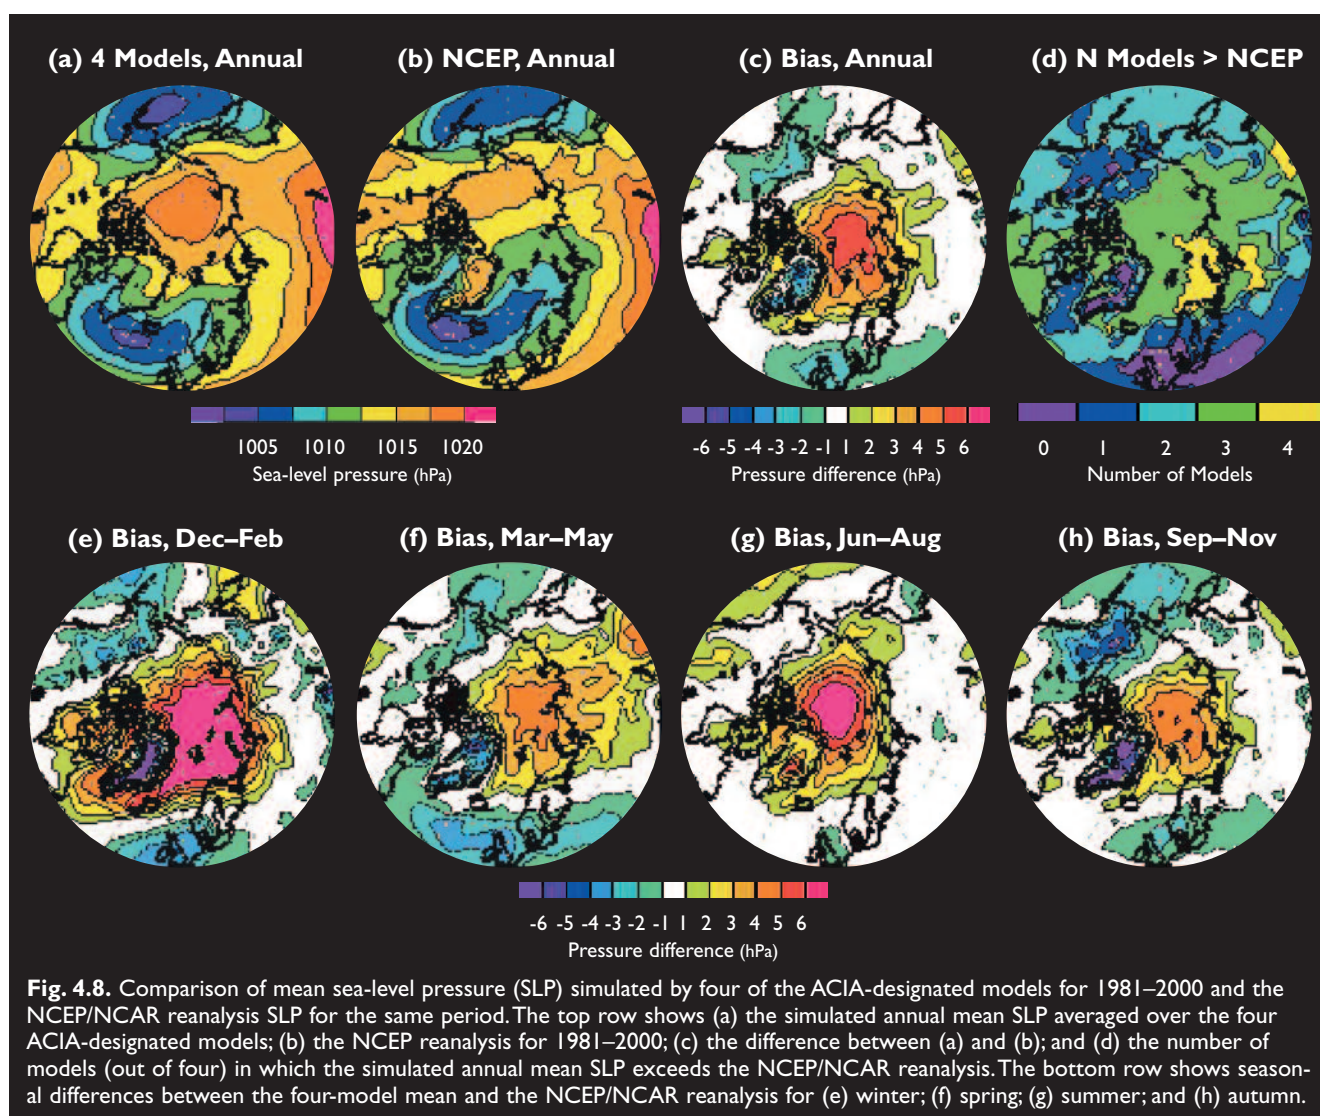 (a) 4 Models, Annual
(b) NCEP, Annual
(c) Bias, Annual
(d) N Models > NCEP
1005 1010 1015 1020
Sea-level pressure (hPa)
-6 -5 -4 -3 -2 -1 1 2 3 4 5 6
Pressure difference (hPa)
0 1 2 3 4
Number of Models
(e) Bias, Dec–Feb
(f) Bias, Mar–May
(g) Bias, Jun–Aug
(h) Bias, Sep–Nov
-6 -5 -4 -3 -2 -1 1 2 3 4 5 6
Pressure difference (hPa)
Fig. 4.8. Comparison of mean sea-level pressure (SLP) simulated by four of the ACIA-designated models for 1981–2000 and the
NCEP/NCAR reanalysis SLP for the same period. The top row shows (a) the simulated annual mean SLP averaged over the four
ACIA-designated models; (b) the NCEP reanalysis for 1981–2000; (c) the difference between (a) and (b); and (d) the number of
models (out of four) in which the simulated annual mean SLP exceeds the NCEP/NCAR reanalysis. The bottom row shows season-
al differences between the four-model mean and the NCEP/NCAR reanalysis for (e) winter; (f) spring; (g) summer; and (h) autumn.